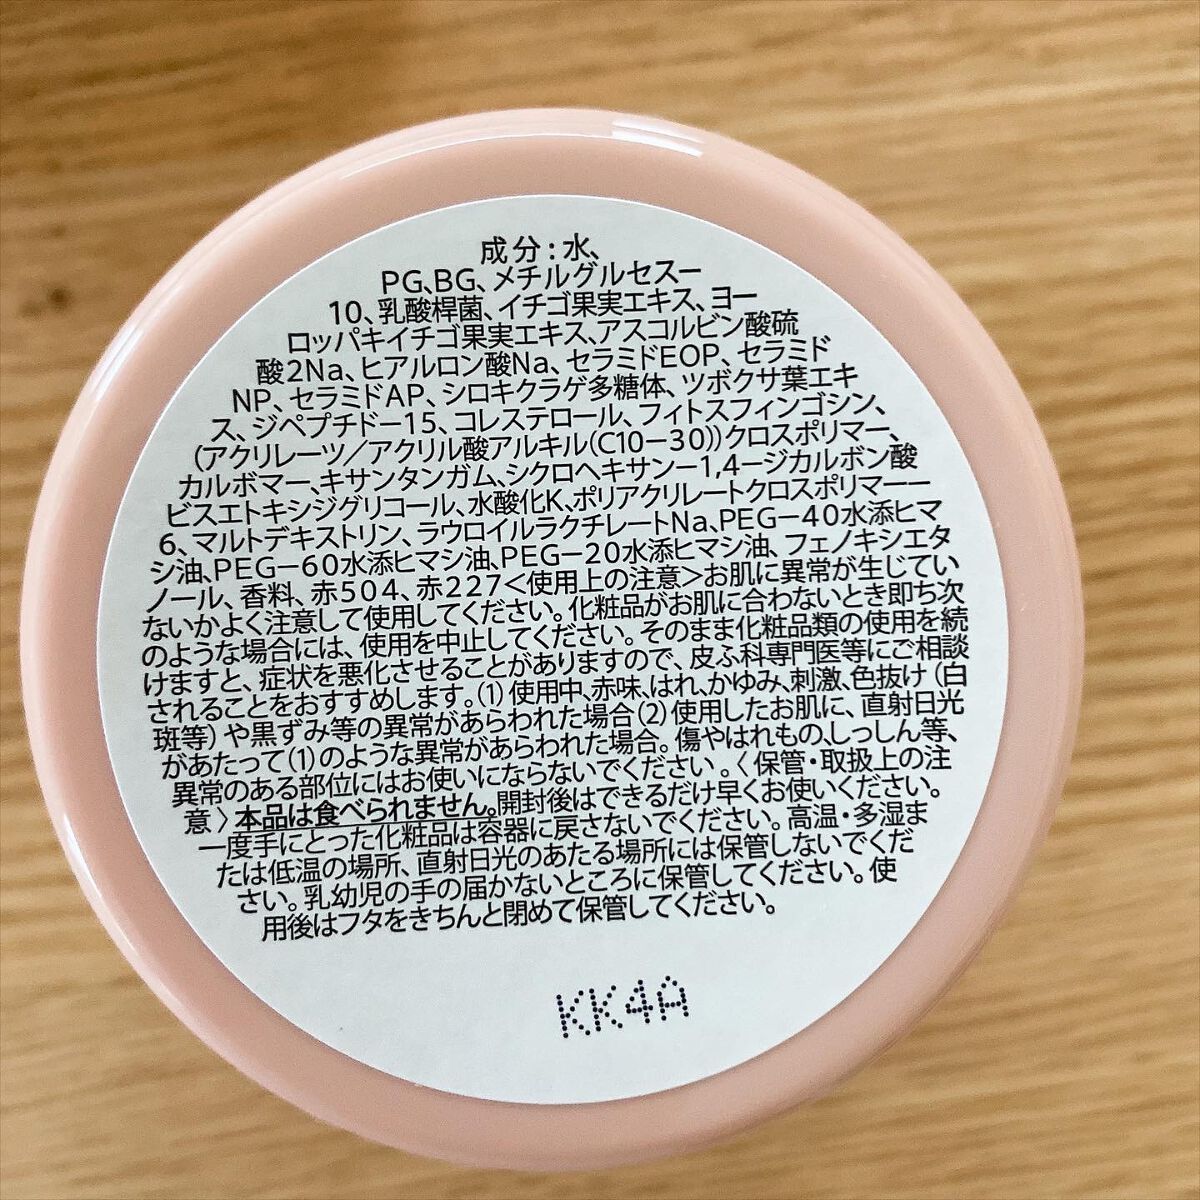 成分:水、
PG、BG、メチルグルセス－
10、乳酸桿菌、イチゴ果実エキス、ヨー
ロッパキイチゴ果実エキス、アスコルビン酸硫
酸2Na、ヒアルロン酸Na、セラミドEOP、セラミド
NP、セラミドAP、シロキクラゲ多糖体、ツボクサ葉エキ
ス、ジペプチド－15、コレステロール、フィトスフィンゴシン、
(アクリレーツ／アクリル酸アルキル(C10－30))クロスポリマー、
カルボマー、キサンタンガム、シクロヘキサン－1,4－ジカルボン酸
ビスエトキシジグリコール、水酸化K、ポリアクリレートクロスポリマー－
6、マルトデキストリン、ラウロイルラクチレートNa、PEG－40水添ヒマ
シ油、PEG－60水添ヒマシ油、PEG－20水添ヒマシ油、フェノキシエタ
ノール、香料、赤504、赤227＜使用上の注意＞お肌に異常が生じてい
ないかよく注意して使用してください。化粧品がお肌に合わないとき即ち次
のような場合には、使用を中止してください。そのまま化粧品類の使用を続
けますと、症状を悪化させることがありますので、皮ふ科専門医等にご相談
されることをおすすめします。(1)使用中、赤味、はれ、かゆみ、刺激、色抜け(白
斑等)や黒ずみ等の異常があらわれた場合(2)使用したお肌に、直射日光
があたって(1)のような異常があらわれた場合。傷やはれもの、しっしん等、
異常のある部位にはお使いにならないでください。〈保管・取扱上の注
意〉本品は食べられません。開封後はできるだけ早くお使いください。
一度手にとった化粧品は容器に戻さないでください。高温・多湿ま
たは低温の場所、直射日光のあたる場所には保管しないでくだ
さい。乳幼児の手の届かないところに保管してください。使
用後はフタをきちんと閉めて保管してください。
KK4A